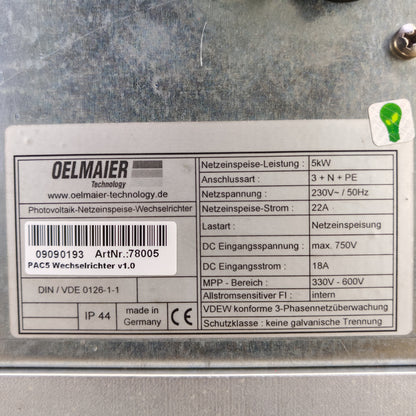 OELMAIER
Technology
www.oelmaier-technology.de
Photovoltaik-Netzeinspeise-Wechselrichter
09090193 ArtNr.:78005
PAC5 Wechselrichter v1.0
DIN / VDE 0126-1-1
IP 44
made in
Germany
CE
Netzeinspeise-Leistung : 5kW
Anschlussart : 3 + N + PE
Netzspannung : 230V~ / 50Hz
Netzeinspeise-Strom : 22A
Lastart : Netzeinspeisung
DC Eingangsspannung : max. 750V
DC Eingangsstrom : 18A
MPP - Bereich : 330V - 600V
Allstromsensitiver FI : intern
VDEW konforme 3-Phasennetzüberwachung
Schutzklasse : keine galvanische Trennung